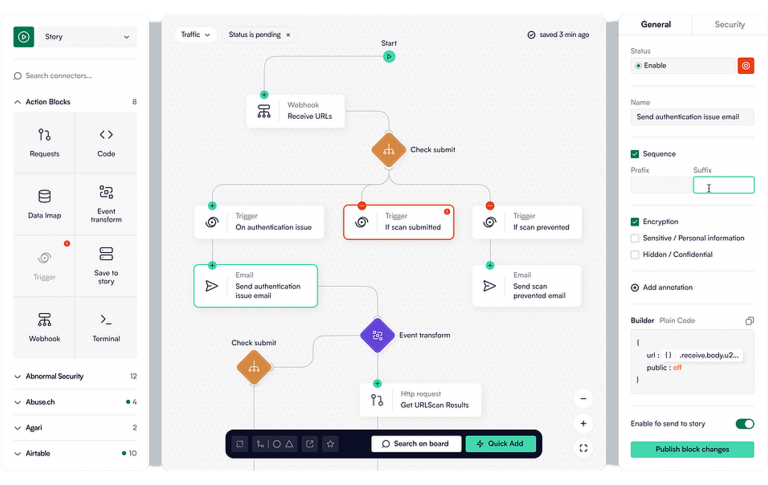 Story
Search connectors...
Action Blocks 8
Requests
Code
Data Imap
Event
transform
Trigger
Save to
story
Webhook
Terminal
Abnormal Security 12
Abuse.ch 4
Agari 2
Airtable 10
Traffic
Status is pending ×
saved 3 min ago
Start
Webhook
Receive URLs
Check submit
Trigger
On authentication issue
Trigger
If scan submitted
Trigger
If scan prevented
Email
Send authentication
issue email
Email
Send scan
prevented email
Check submit
Event transform
Http request
Get URLScan Results
Search on board
Quick Add
General
Security
Status
Enable
Name
Send authentication issue email
Sequence
Prefix
Suffix
Encryption
Sensitive / Personal information
Hidden / Confidential
Add annotation
Builder Plain Code
{
url : {} .receive.body.u2...
public : off
}
Enable fo send to story
Publish block changes